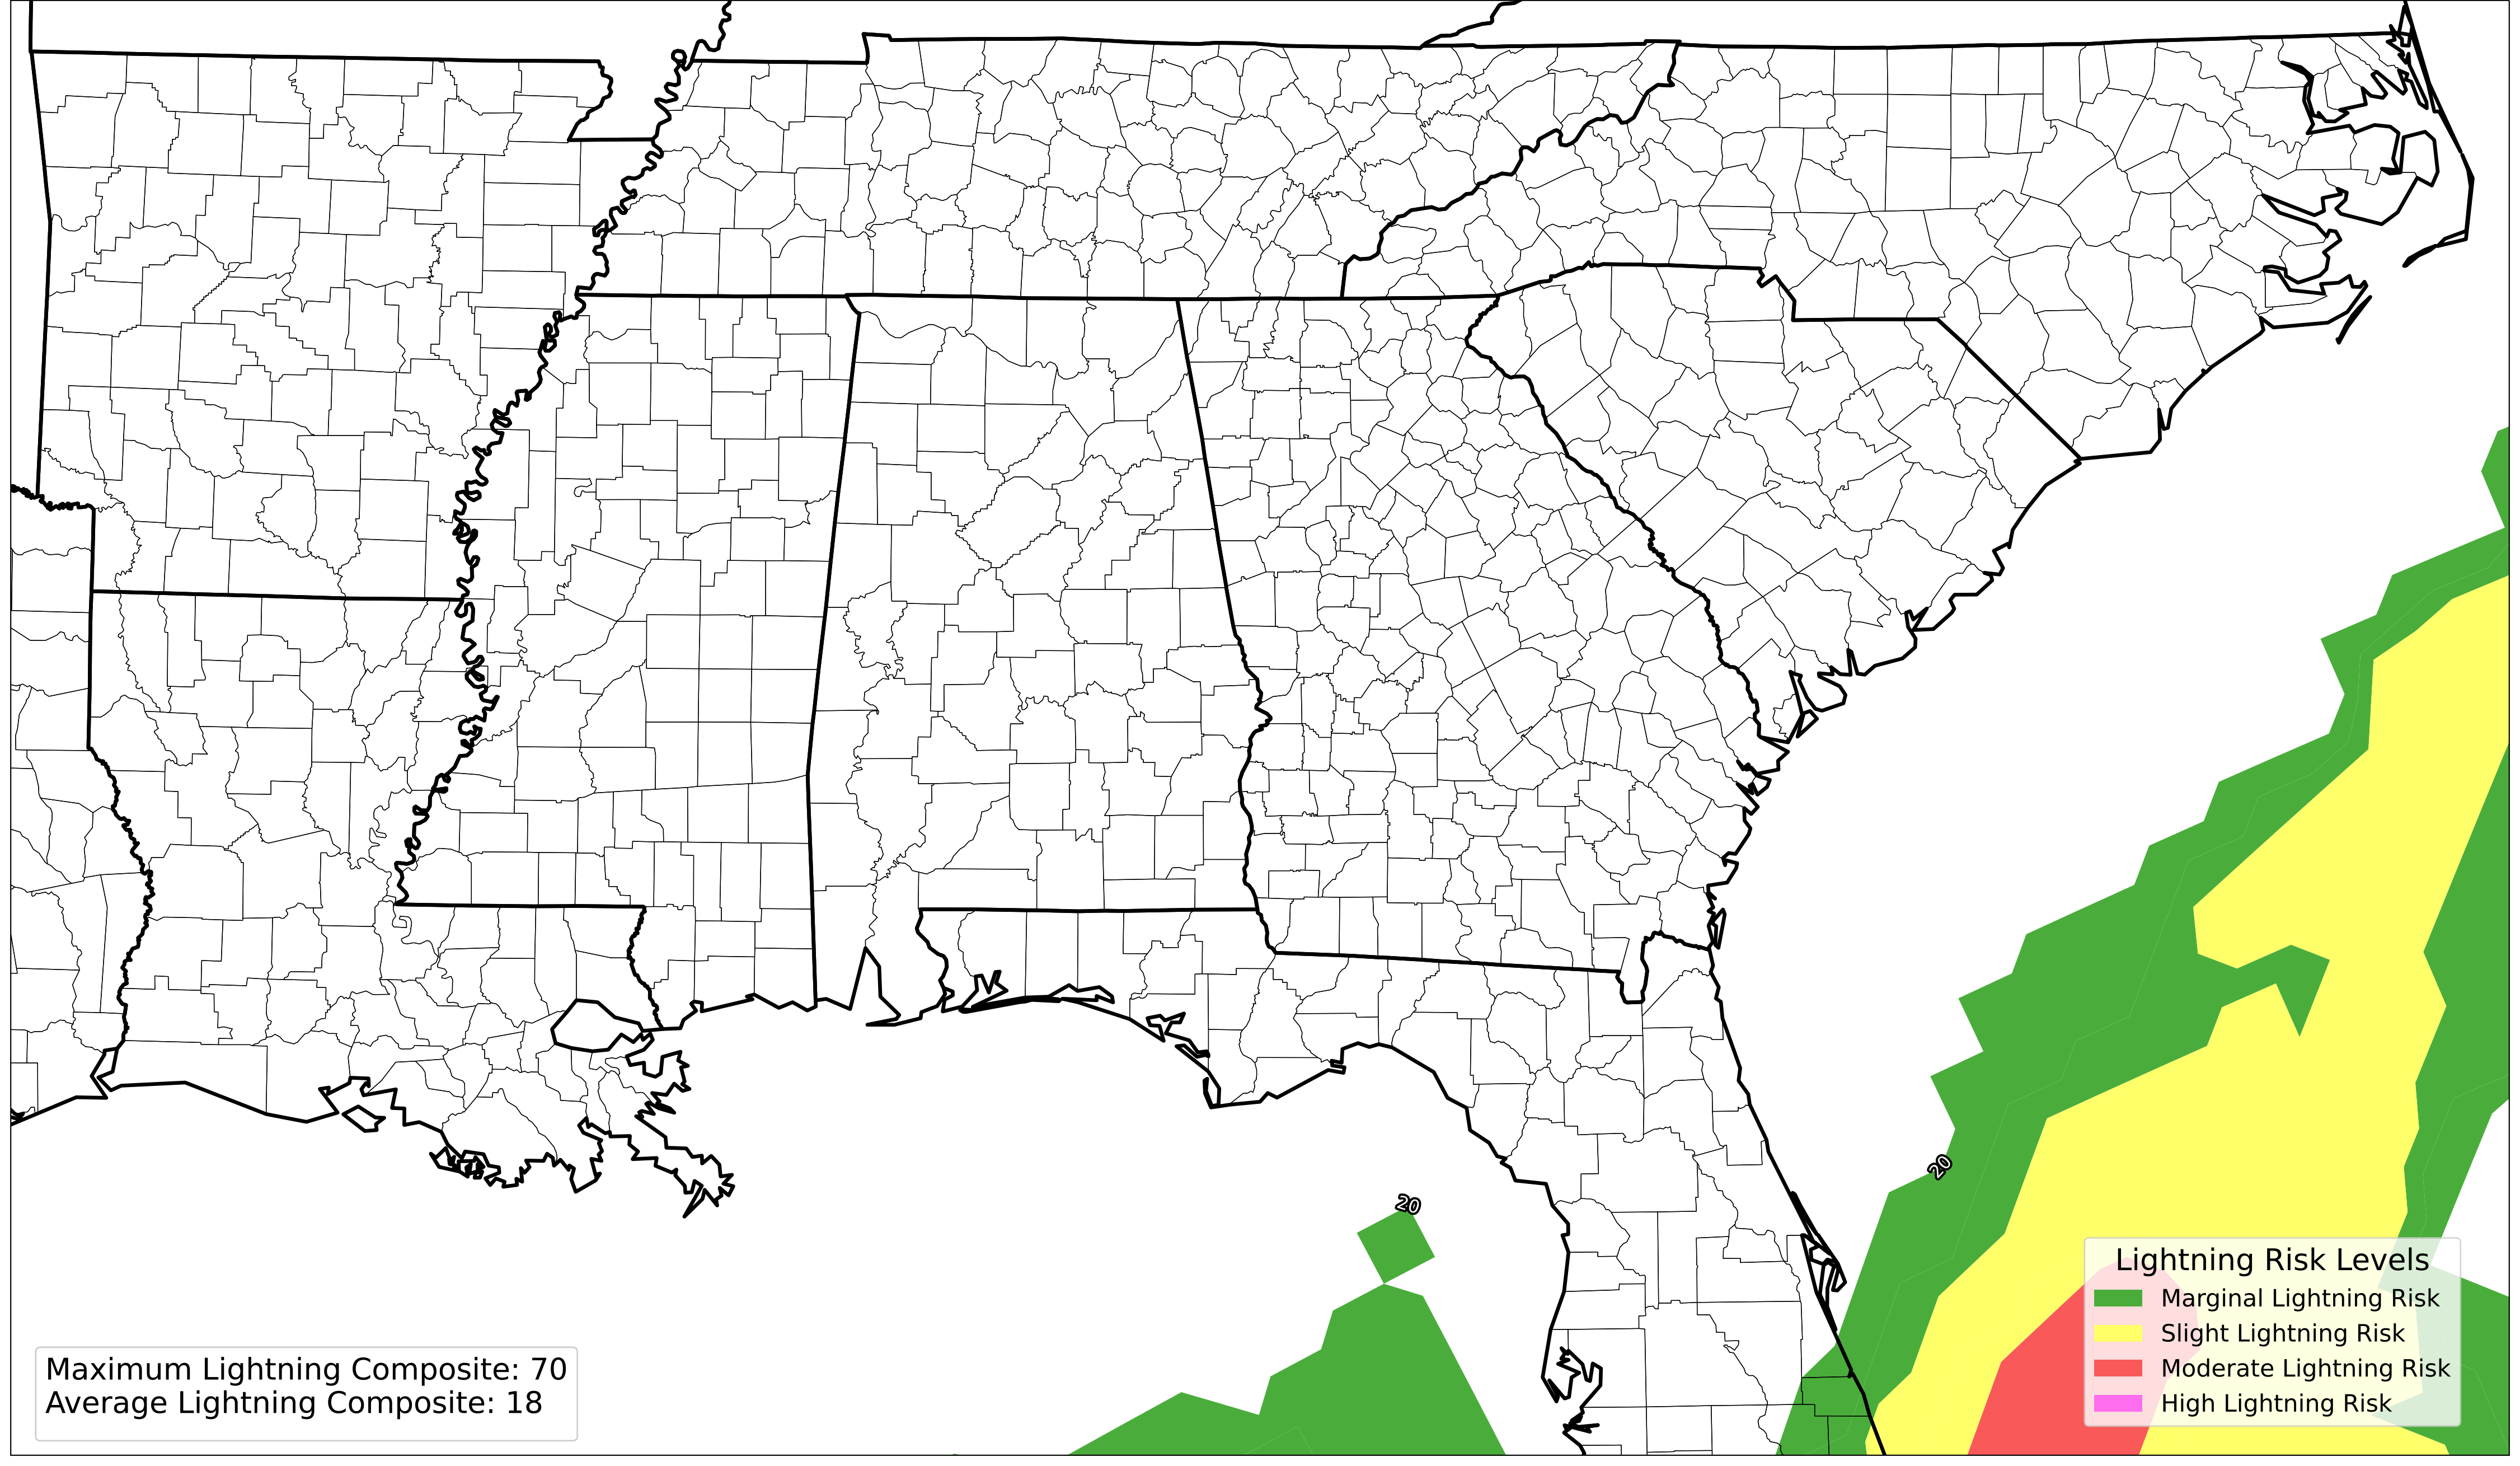 20
20
Lightning Risk Levels
Marginal Lightning Risk
Slight Lightning Risk
Moderate Lightning Risk
High Lightning Risk
Maximum Lightning Composite: 70
Average Lightning Composite: 18